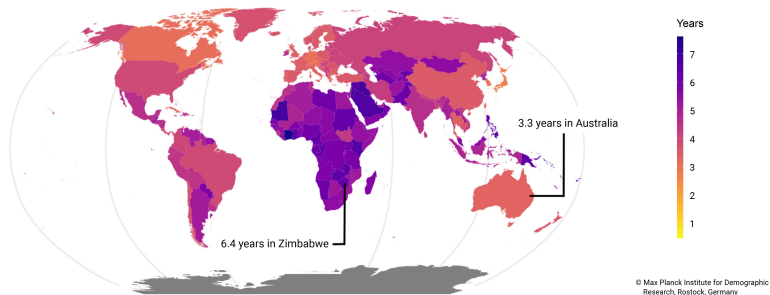 Years
7
6
5
4
3
2
1
3.3 years in Australia
6.4 years in Zimbabwe
© Max Planck Institute for Demographic
Research, Rostock, Germany